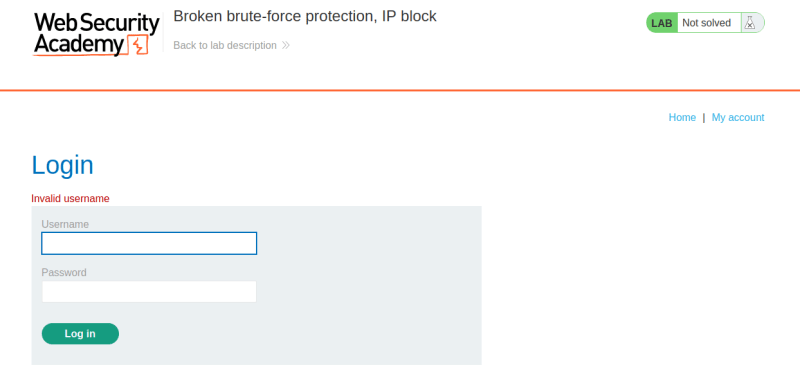 Web Security
Academy
Broken brute-force protection, IP block
Back to lab description
LAB Not solved
Home | My account
Login
Invalid username
Username
Password
Log in